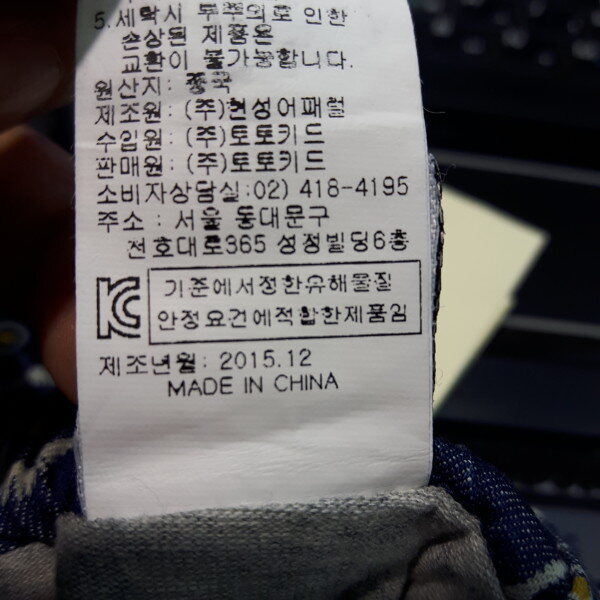 5.세탁시 부주의로 인한
손상된 제품은
교환이 불가능합니다.
원산지: 중국
제조원: (주)현성어패럴
수입원: (주)토토키드
판매원: (주)토토키드
소비자상담실:02) 418-4195
주소 : 서울 동대문구
천호대로365 성정빌딩6층
기준에서정한유해물질
안정요건에적합한제품임
제조년월: 2015.12
MADE IN CHINA